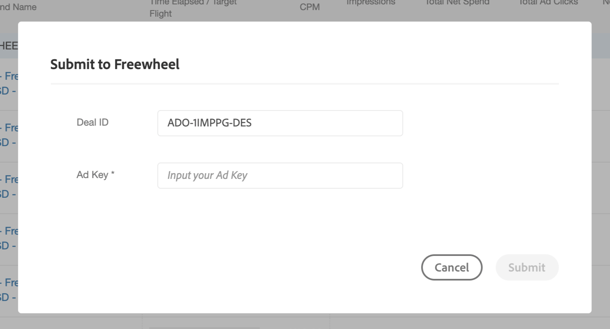 nd Name
Time Elapsed / Target
Flight
CPM
Impressions
Total Net Spend
Total Ad Clicks
HEE
Submit to Freewheel
- Fre
SD -
Deal ID
ADO-1IMPPG-DES
- Fre
SD -
Ad Key *
Input your Ad Key
- Fre
SD -
- Fre
SD -
Cancel
Submit
- Fre
SD -